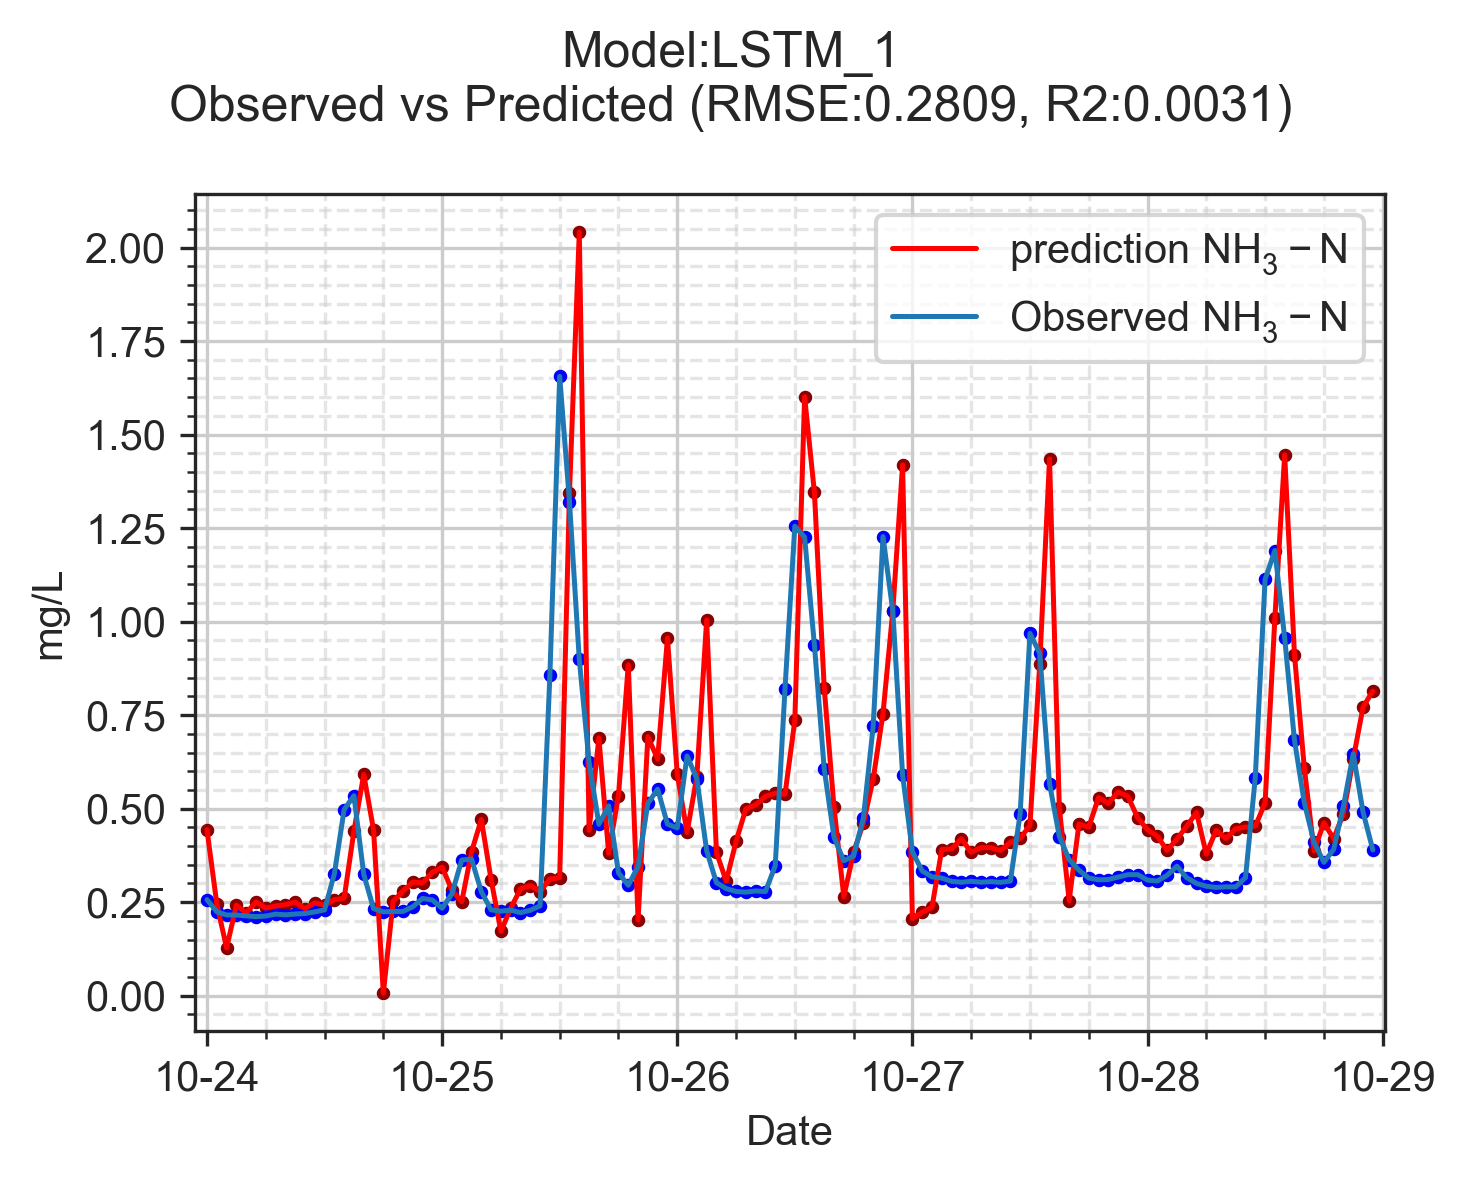 Model:LSTM_1
Observed vs Predicted (RMSE:0.2809, R2:0.0031)
prediction NH₃ − N
Observed NH₃ − N
2.00
1.75
1.50
1.25
1.00
0.75
0.50
0.25
0.00
mg/L
10-24 10-25 10-26 10-27 10-28 10-29
Date